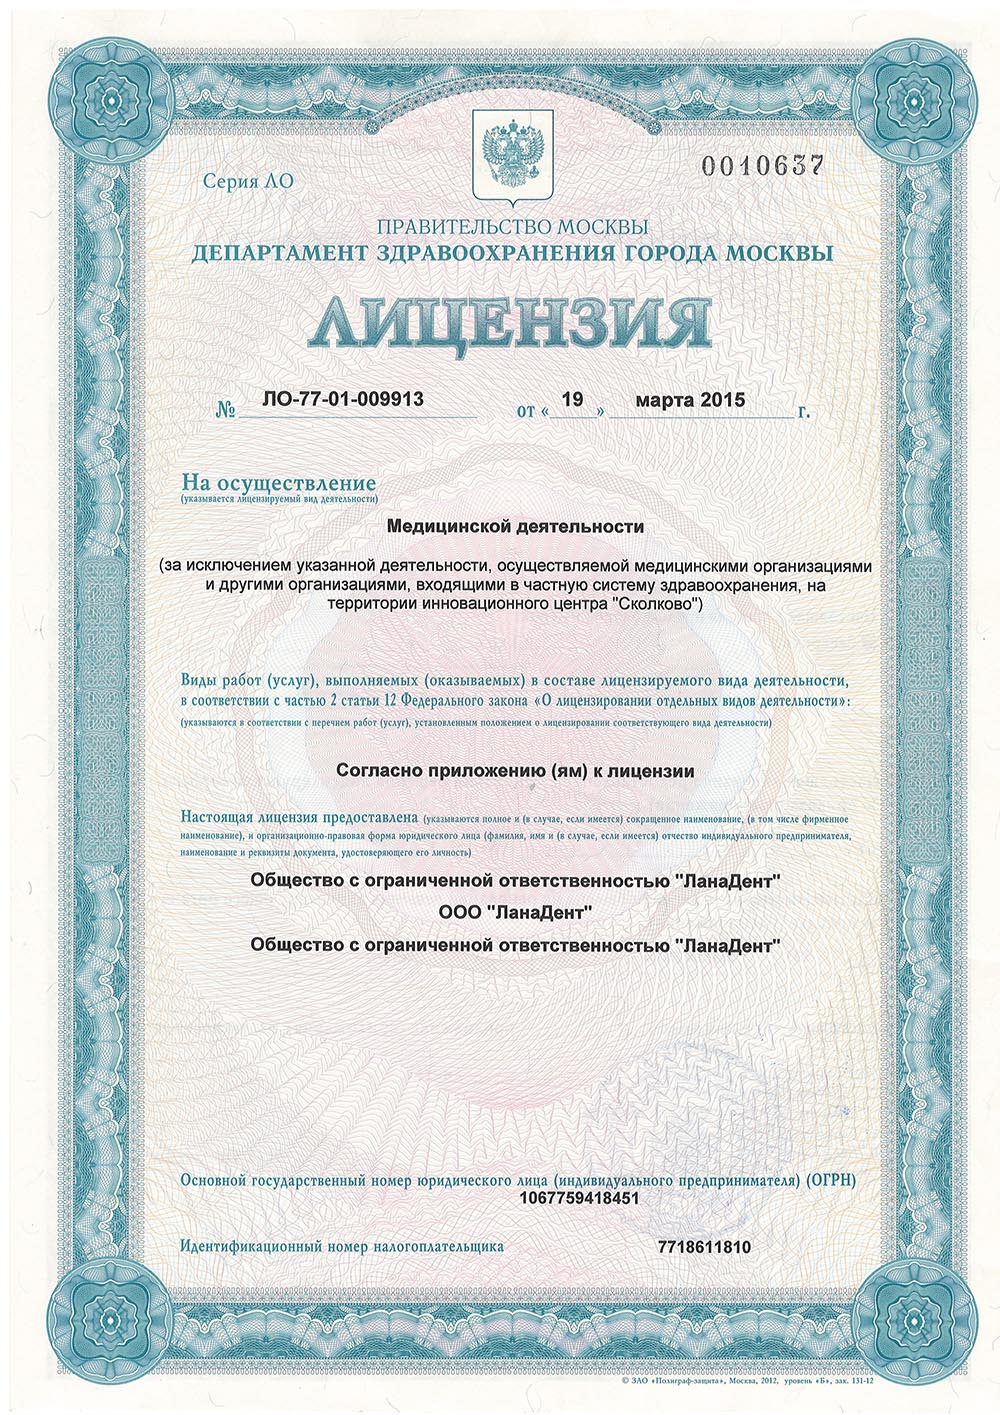 Серия ЛО
0010637
ПРАВИТЕЛЬСТВО МОСКВЫ
ДЕПАРТАМЕНТ ЗДРАВООХРАНЕНИЯ ГОРОДА МОСКВЫ
ЛИЦЕНЗИЯ
№ ЛО-77-01-009913 от « 19 » марта 2015 г.
На осуществление
(указывается лицензируемый вид деятельности)
Медицинской деятельности
(за исключением указанной деятельности, осуществляемой медицинскими организациями
и другими организациями, входящими в частную систему здравоохранения, на
территории инновационного центра "Сколково")
Виды работ (услуг), выполняемых (оказываемых) в составе лицензируемого вида деятельности,
в соответствии с частью 2 статьи 12 Федерального закона «О лицензировании отдельных видов деятельности»:
(указываются в соответствии с перечнем работ (услуг), установленным положением о лицензировании соответствующего вида деятельности)
Согласно приложению (ям) к лицензии
Настоящая лицензия предоставлена (указываются полное и (в случае, если имеется) сокращенное наименование, (в том числе фирменное
наименование), и организационно-правовая форма юридического лица (фамилия, имя и (в случае, если имеется) отчество индивидуального предпринимателя,
наименование и реквизиты документа, удостоверяющего его личность)
Общество с ограниченной ответственностью "ЛанаДент"
ООО "ЛанаДент"
Общество с ограниченной ответственностью "ЛанаДент"
Основной государственный номер юридического лица (индивидуального предпринимателя) (ОГРН)
1067759418451
Идентификационный номер налогоплательщика 7718611810
© ЗАО «Полиграф-защита», Москва, 2012, уровень «Б», зак. 131-12